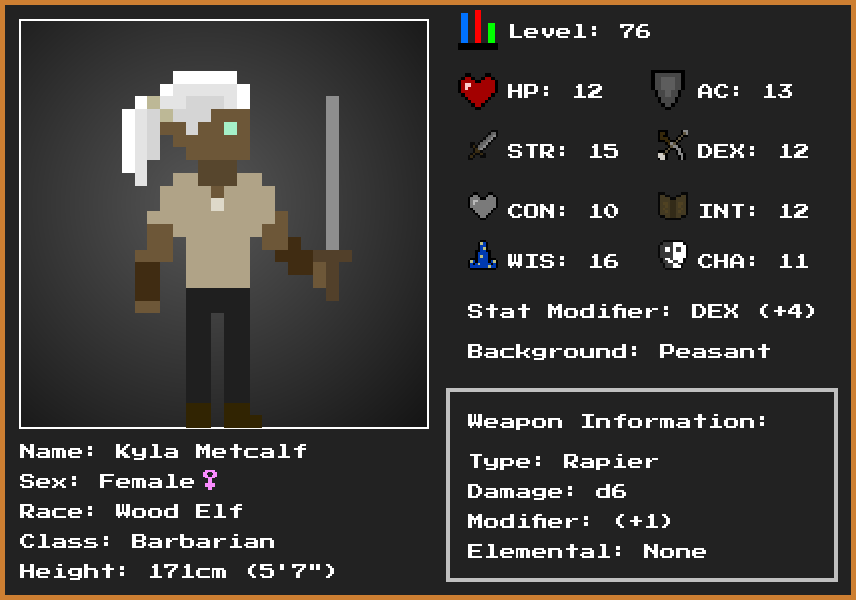 Level: 76
HP: 12
AC: 13
STR: 15
DEX: 12
CON: 10
INT: 12
WIS: 16
CHA: 11
Stat Modifier: DEX (+4)
Background: Peasant
Weapon Information:
Type: Rapier
Damage: d6
Modifier: (+1)
Elemental: None
Name: Kyla Metcalf
Sex: Female♀
Race: Wood Elf
Class: Barbarian
Height: 171cm (5'7")